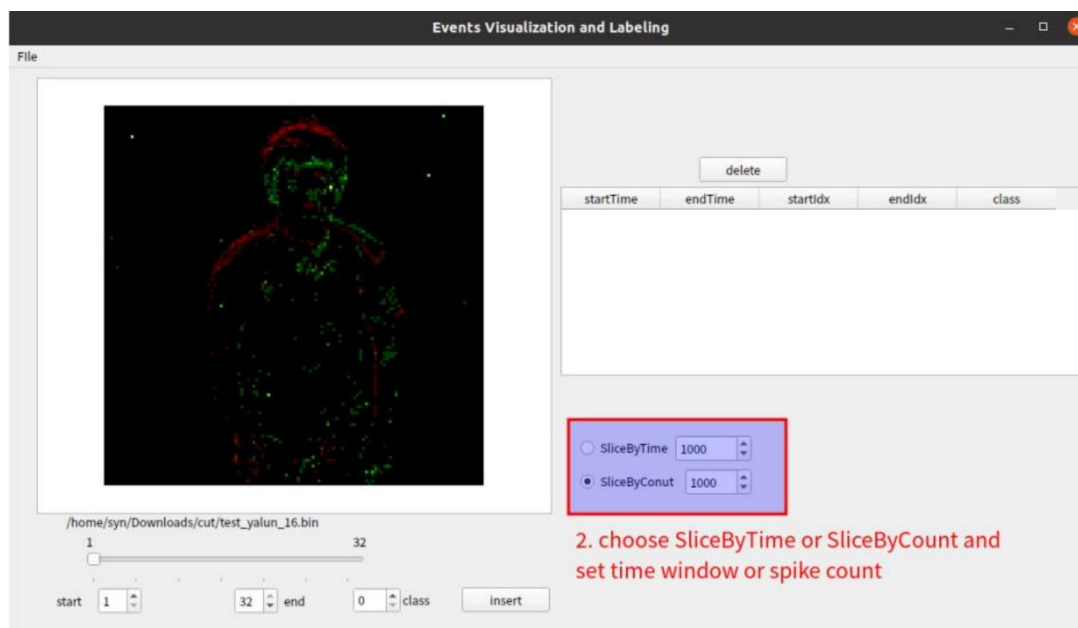 Events Visualization and Labeling
FIle
delete
startTime endTime startIdx endIdx class
SliceByTime 1000
SliceByConut 1000
/home/syn/Downloads/cut/test_yalun_16.bin
1 32
2. choose SliceByTime or SliceByCount and
set time window or spike count
start 1 32 end 0 class insert